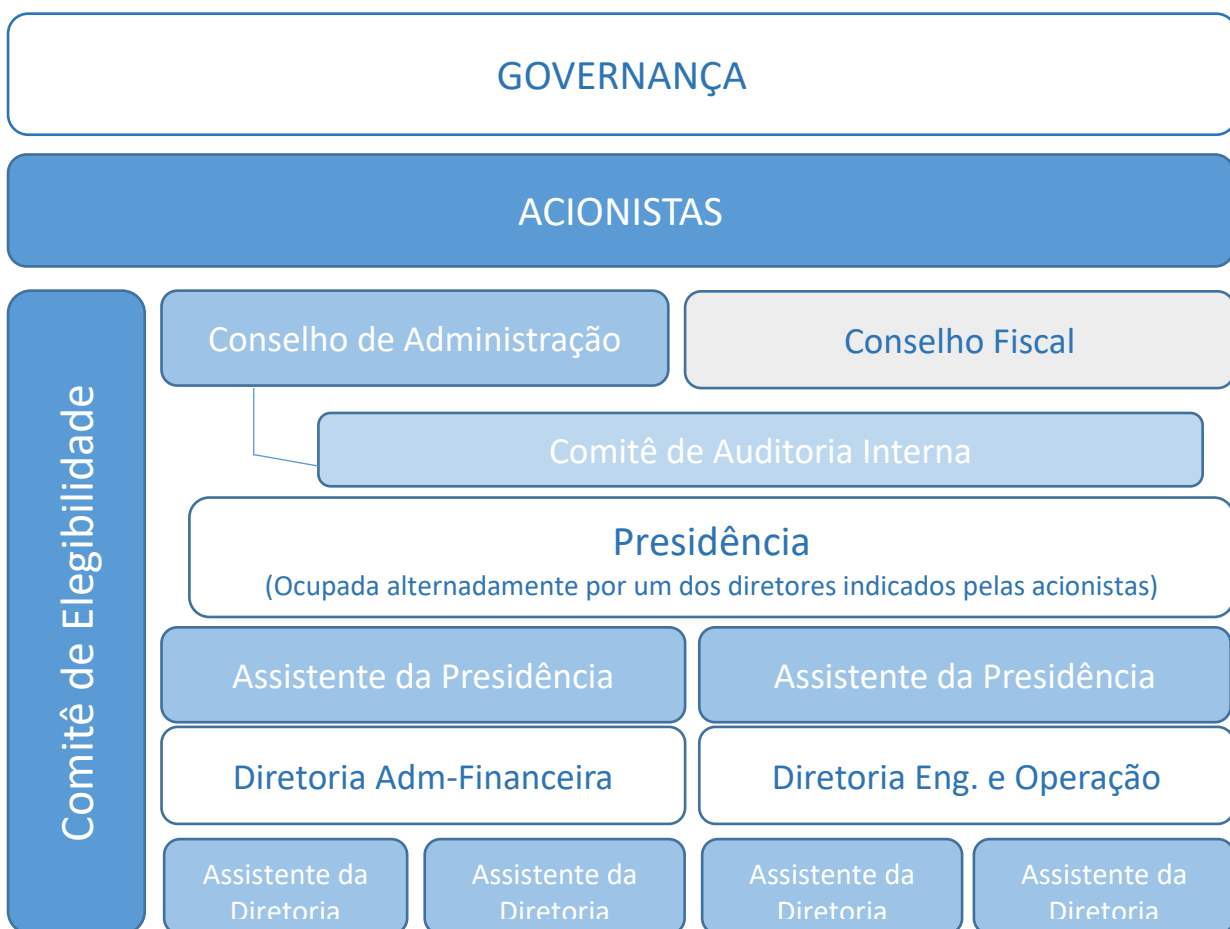 GOVERNANÇA
ACIONISTAS
Comitê de Elegibilidade
Conselho de Administração
Conselho Fiscal
Comitê de Auditoria Interna
Presidência
(Ocupada alternadamente por um dos diretores indicados pelas acionistas)
Assistente da Presidência
Assistente da Presidência
Diretoria Adm-Financeira
Diretoria Eng. e Operação
Assistente da
Diretoria
Assistente da
Diretoria
Assistente da
Diretoria
Assistente da
Diretoria